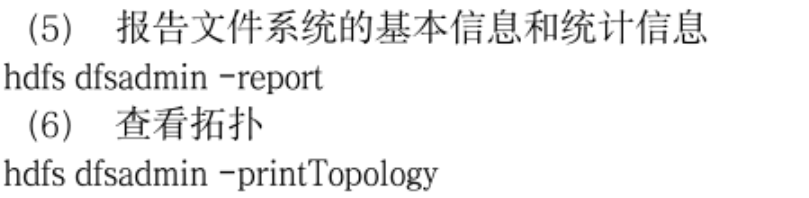 (5) 报告文件系统的基本信息和统计信息
hdfs dfsadmin -report
(6) 查看拓扑
hdfs dfsadmin -printTopology